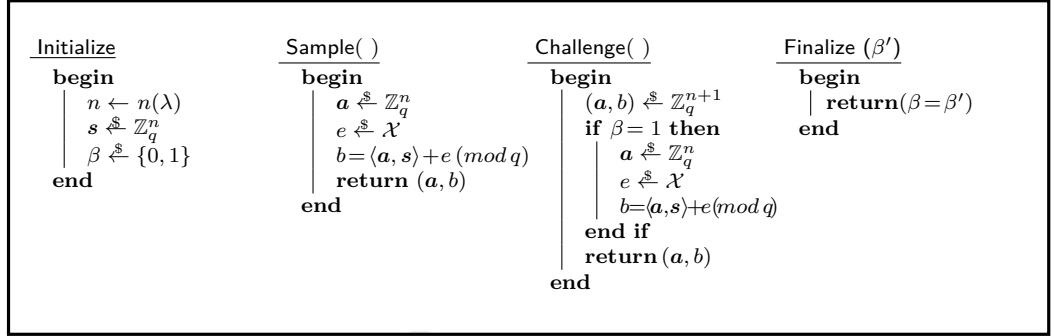 Initialize
begin
n ← n(λ)
s ←$ ℤ_q^n
β ←$ {0, 1}
end
Sample( )
begin
a ←$ ℤ_q^n
e ←$ 𝒳
b=⟨a, s⟩+e (mod q)
return (a, b)
end
Challenge( )
begin
(a, b) ←$ ℤ_q^{n+1}
if β= 1 then
a ←$ ℤ_q^n
e ←$ 𝒳
b=⟨a,s⟩+e(mod q)
end if
return (a, b)
end
Finalize (β′)
begin
return(β=β′)
end